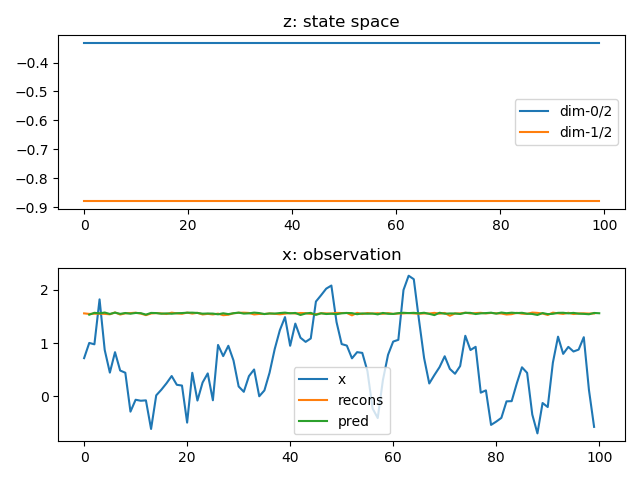 z: state space
−0.4
−0.5
−0.6
−0.7
−0.8
−0.9
dim-0/2
dim-1/2
0 20 40 60 80 100
x: observation
2
1
0
x
recons
pred
0 20 40 60 80 100